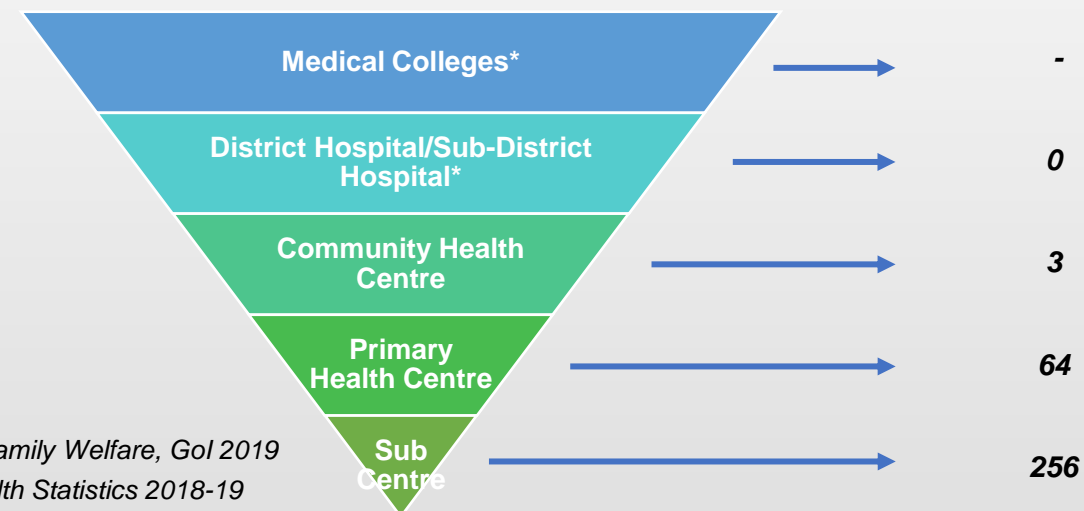 Medical Colleges*
-
District Hospital/Sub-District
Hospital*
0
Community Health
Centre
3
Primary
Health Centre
64
Sub
Centre
256
amily Welfare, GoI 2019
lth Statistics 2018-19